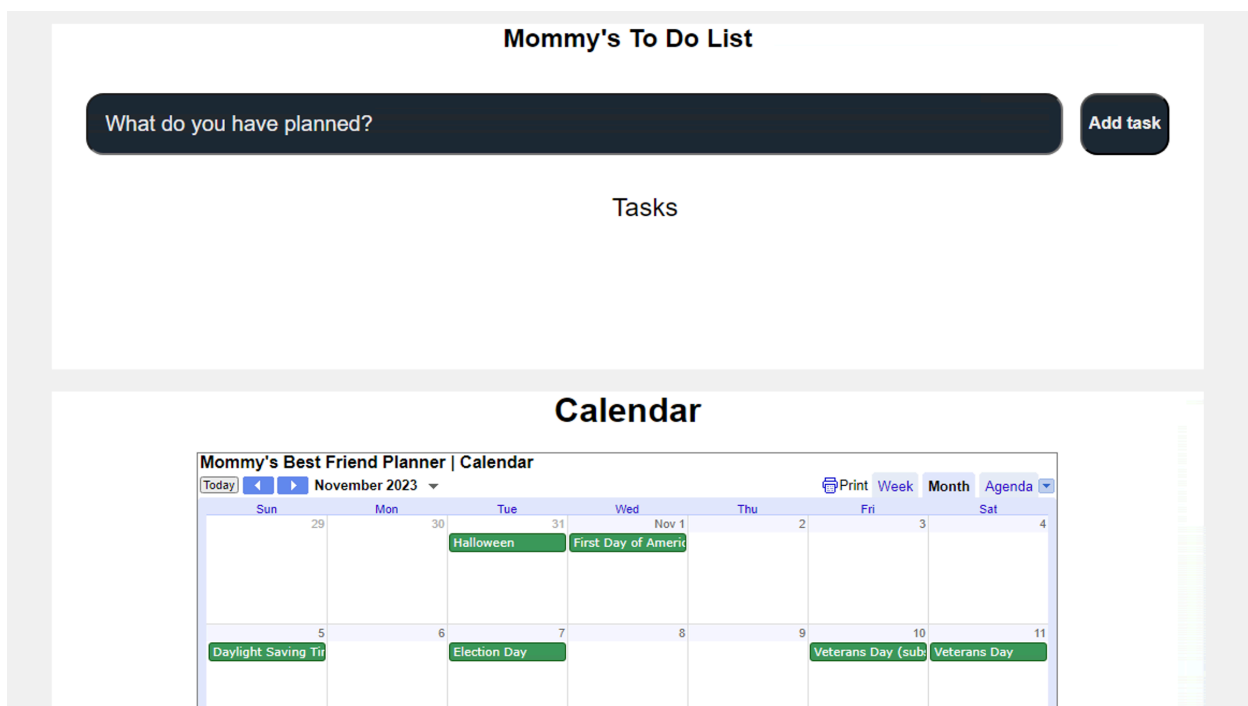 Mommy's To Do List
What do you have planned? Add task
Tasks
Calendar
Mommy's Best Friend Planner | Calendar
Today November 2023 Print Week Month Agenda
Sun Mon Tue Wed Thu Fri Sat
29 30 31 Nov 1 2 3 4
Halloween First Day of Americ
5 6 7 8 9 10 11
Daylight Saving Tir Election Day Veterans Day (sub: Veterans Day